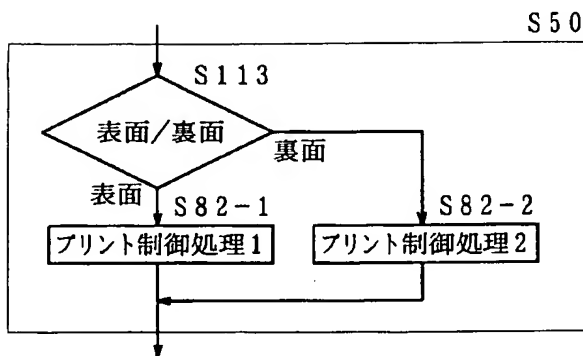 S50
S113
表面／裏面
裏面
表面
S82-1
S82-2
プリント制御処理1
プリント制御処理2